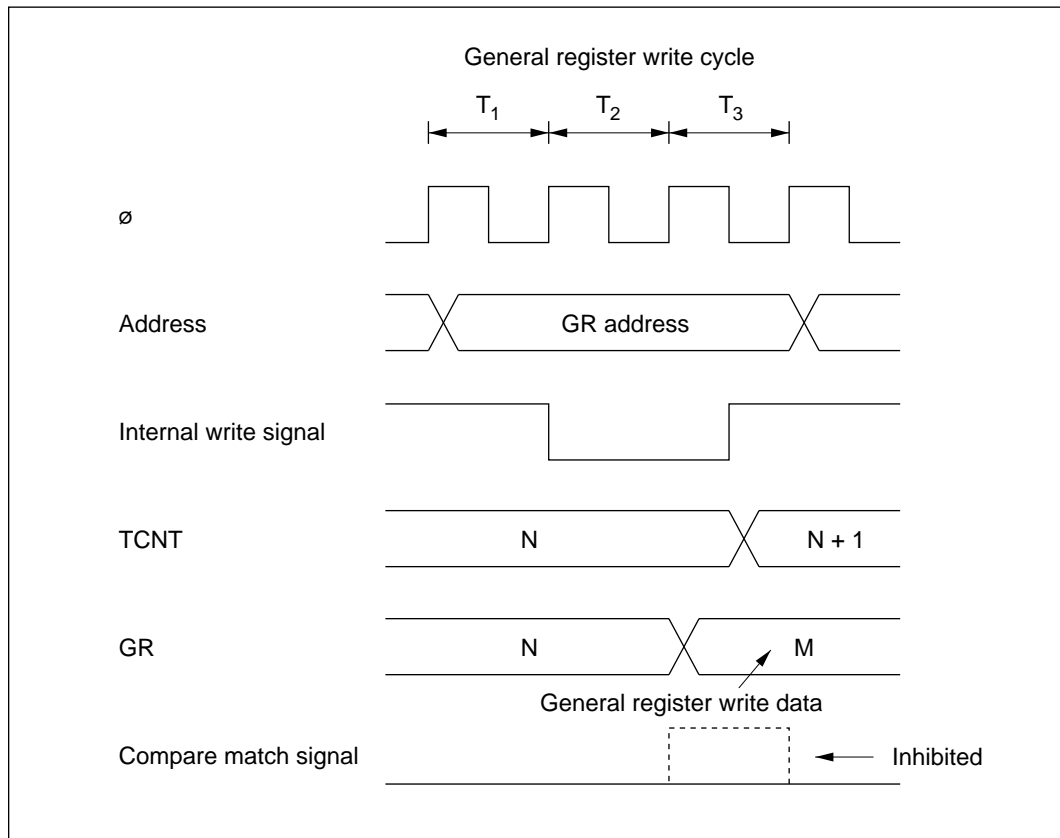 General register write cycle
T1 T2 T3
ø
Address GR address
Internal write signal
TCNT N N + 1
GR N M
General register write data
Compare match signal Inhibited